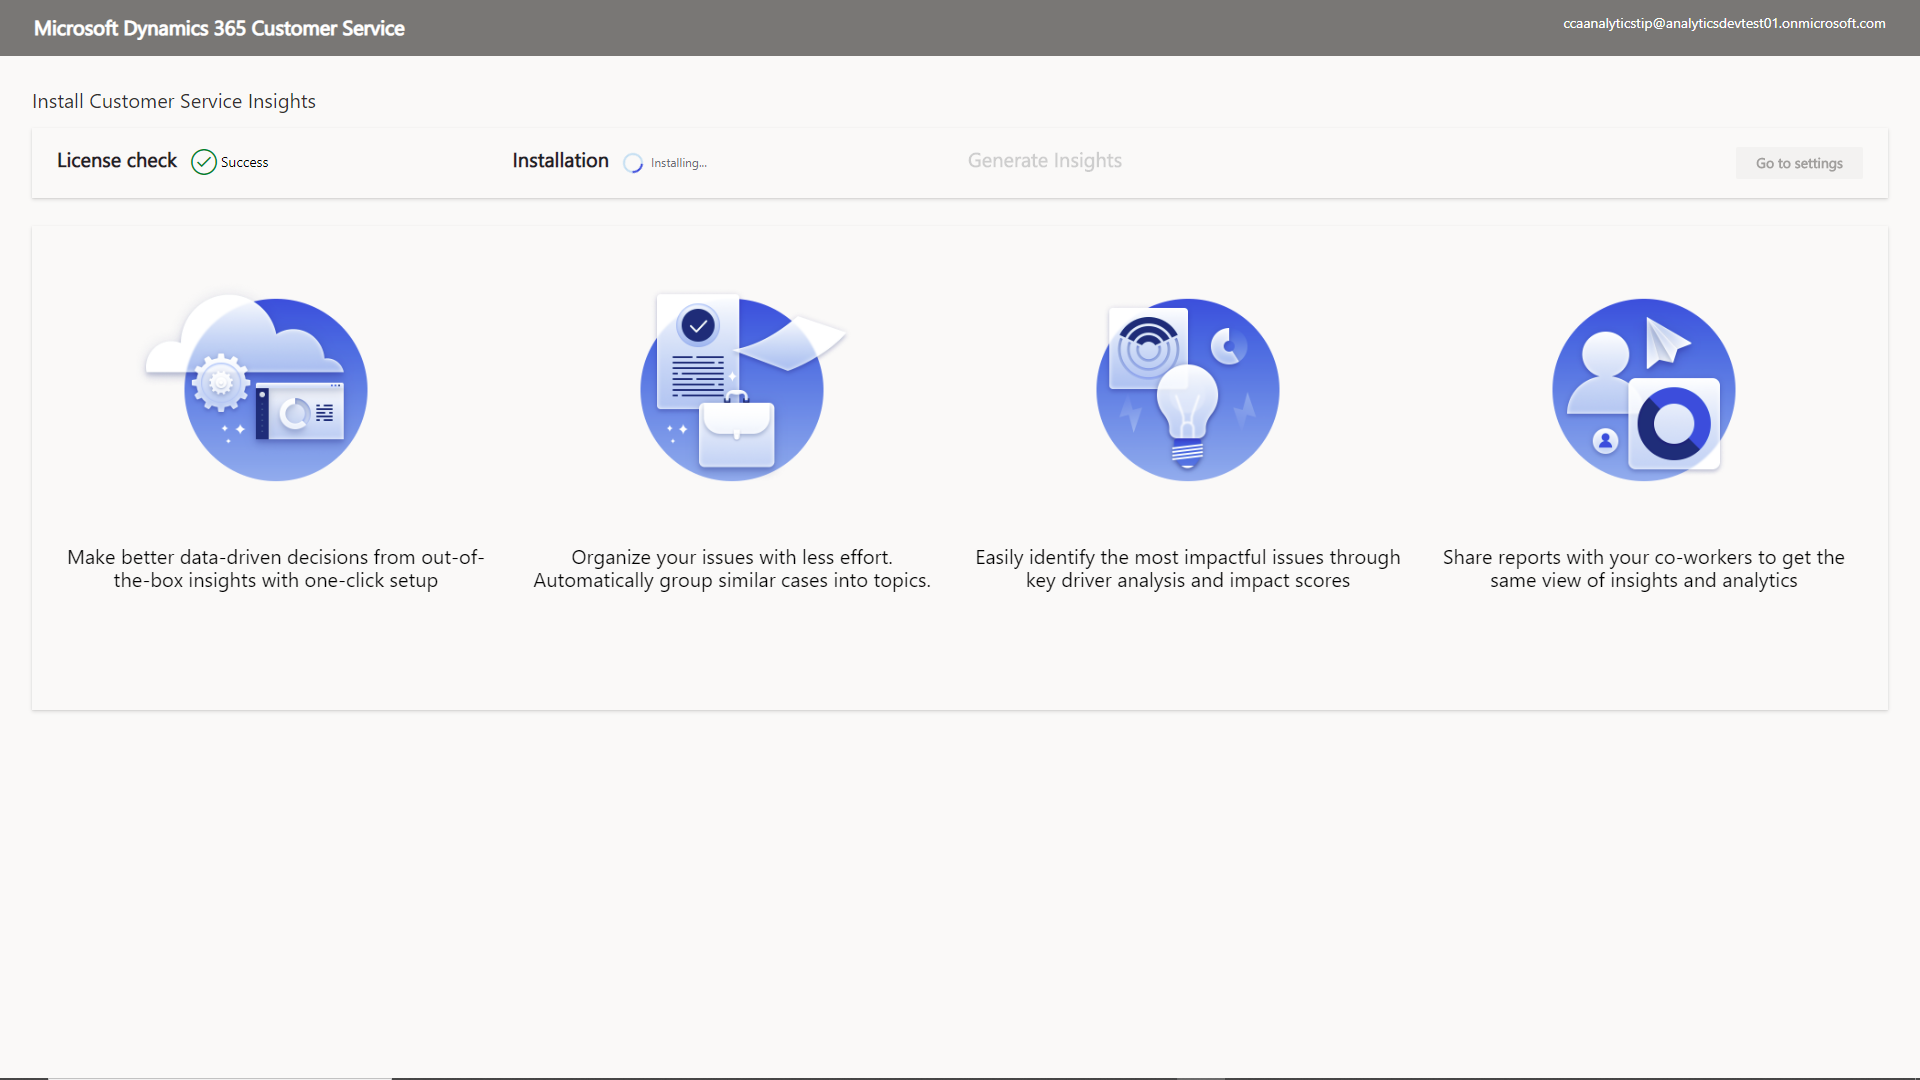 Microsoft Dynamics 365 Customer Service
ccaanalyticstip@analyticsdevtest01.onmicrosoft.com
Install Customer Service Insights
License check Success
Installation Installing...
Generate Insights
Go to settings
Make better data-driven decisions from out-of-
the-box insights with one-click setup
Organize your issues with less effort.
Automatically group similar cases into topics.
Easily identify the most impactful issues through
key driver analysis and impact scores
Share reports with your co-workers to get the
same view of insights and analytics